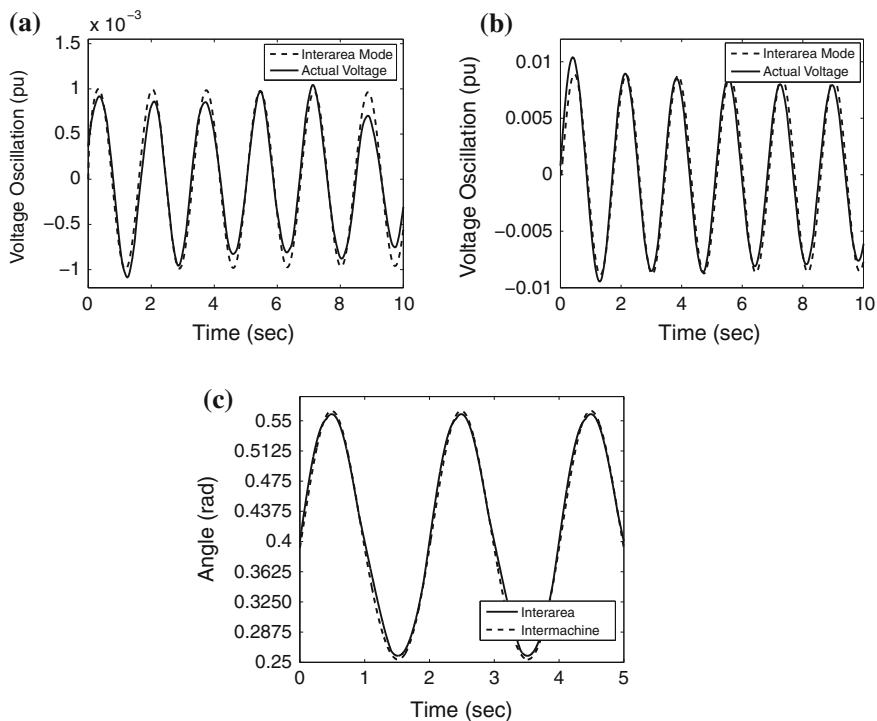 (a)
x 10⁻³
1.5
1
0.5
0
−0.5
−1
0 2 4 6 8 10
Voltage Oscillation (pu)
Time (sec)
Interarea Mode
Actual Voltage
(b)
0.01
0.005
0
−0.005
−0.01
0 2 4 6 8 10
Voltage Oscillation (pu)
Time (sec)
Interarea Mode
Actual Voltage
(c)
0.55
0.5125
0.475
0.4375
0.4
0.3625
0.3250
0.2875
0.25
0 1 2 3 4 5
Angle (rad)
Time (sec)
Interarea
Intermachine